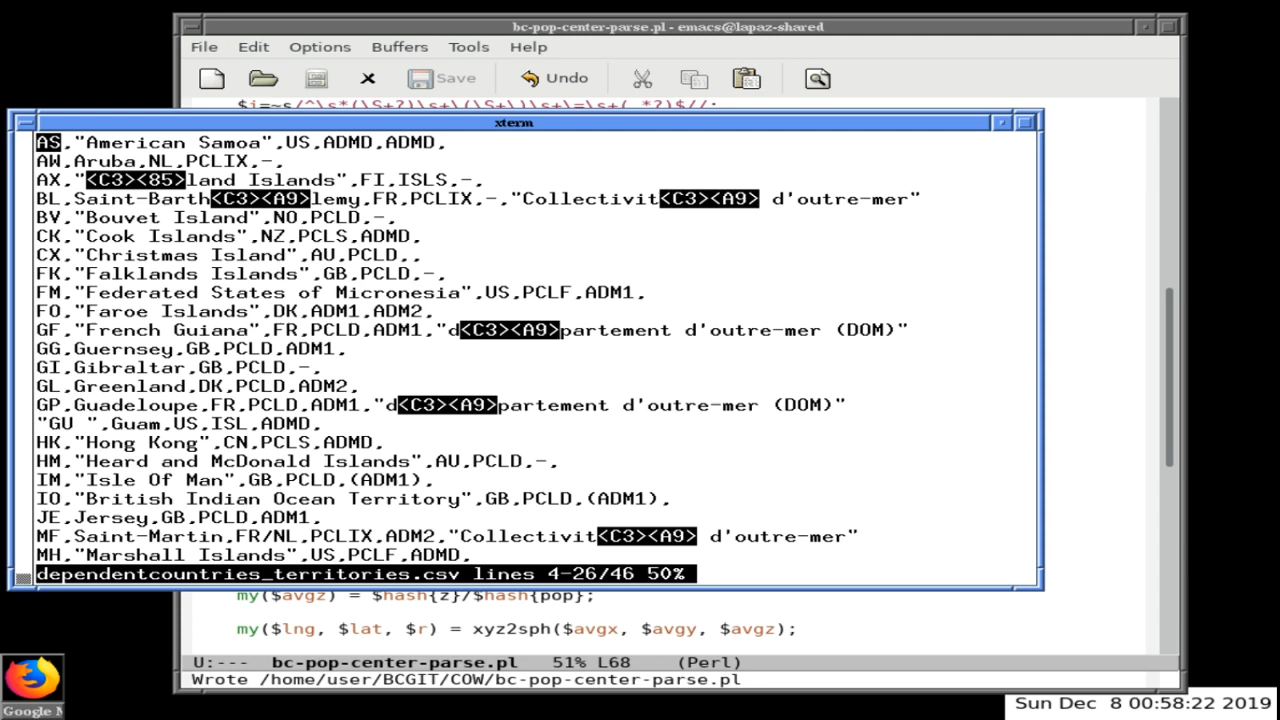 bc-pop-center-parse.pl - emacs@lapaz-shared
File Edit Options Buffers Tools Help
Save Undo
$i=~s/^\s*(\S+?)\s+\(\S+\)\s+\=\s+(.*?)$//;
xterm
AS,"American Samoa",US,ADMD,ADMD,
AW,Aruba,NL,PCLIX,-,
AX,"<C3><85>land Islands",FI,ISLS,-,
BL,Saint-Barth<C3><A9>lemy,FR,PCLIX,-,"Collectivit<C3><A9> d'outre-mer"
BV,"Bouvet Island",NO,PCLD,-,
CK,"Cook Islands",NZ,PCLS,ADMD,
CX,"Christmas Island",AU,PCLD,,
FK,"Falklands Islands",GB,PCLD,-,
FM,"Federated States of Micronesia",US,PCLF,ADM1,
FO,"Faroe Islands",DK,ADM1,ADM2,
GF,"French Guiana",FR,PCLD,ADM1,"d<C3><A9>partement d'outre-mer (DOM)"
GG,Guernsey,GB,PCLD,ADM1,
GI,Gibraltar,GB,PCLD,-,
GL,Greenland,DK,PCLD,ADM2,
GP,Guadeloupe,FR,PCLD,ADM1,"d<C3><A9>partement d'outre-mer (DOM)"
"GU ",Guam,US,ISL,ADMD,
HK,"Hong Kong",CN,PCLS,ADMD,
HM,"Heard and McDonald Islands",AU,PCLD,-,
IM,"Isle Of Man",GB,PCLD,(ADM1),
IO,"British Indian Ocean Territory",GB,PCLD,(ADM1),
JE,Jersey,GB,PCLD,ADM1,
MF,Saint-Martin,FR/NL,PCLIX,ADM2,"Collectivit<C3><A9> d'outre-mer"
MH,"Marshall Islands",US,PCLF,ADMD,
dependentcountries_territories.csv lines 4-26/46 50%
my($avgz) = $hash{z}/$hash{pop};
my($lng, $lat, $r) = xyz2sph($avgx, $avgy, $avgz);
U:--- bc-pop-center-parse.pl 51% L68 (Perl)
Wrote /home/user/BCGIT/COW/bc-pop-center-parse.pl
Google M
Sun Dec 8 00:58:22 2019